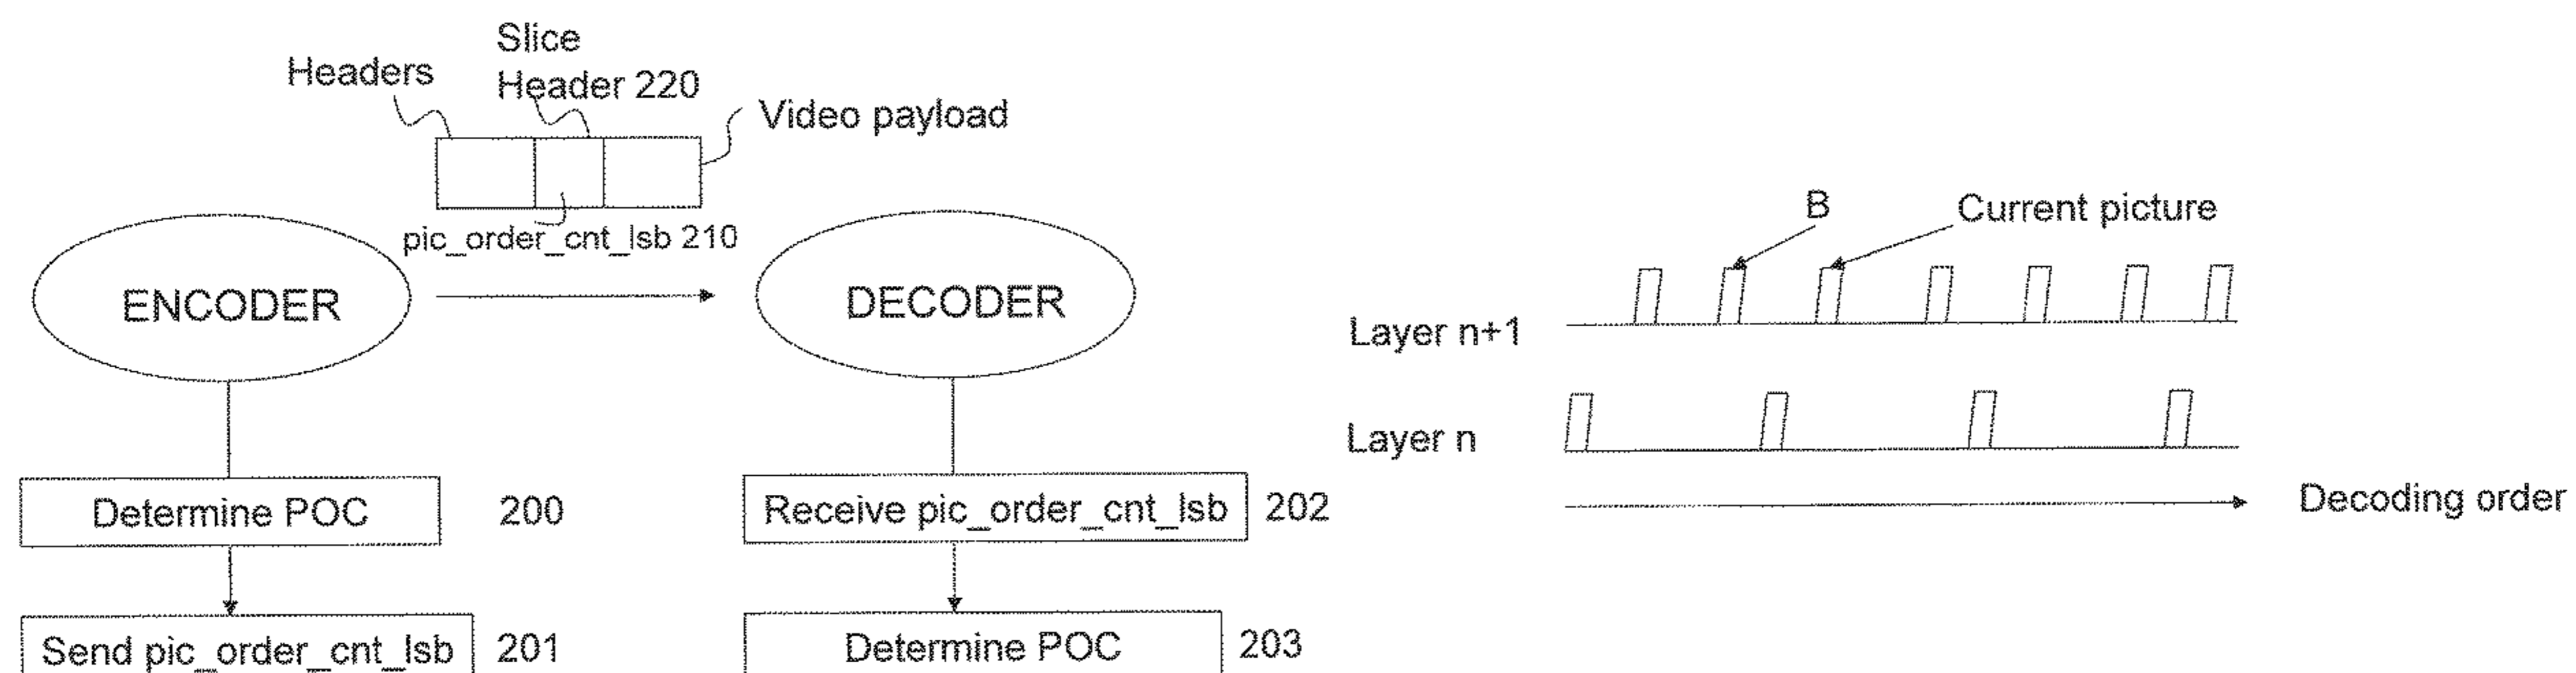 Slice
Headers
Header 220
Video payload
pic_order_cnt_lsb 210
ENCODER
DECODER
Determine POC
200
Receive pic_order_cnt_lsb
202
Send pic_order_cnt_lsb
201
Determine POC
203
B
Current picture
Layer n+1
Layer n
Decoding order